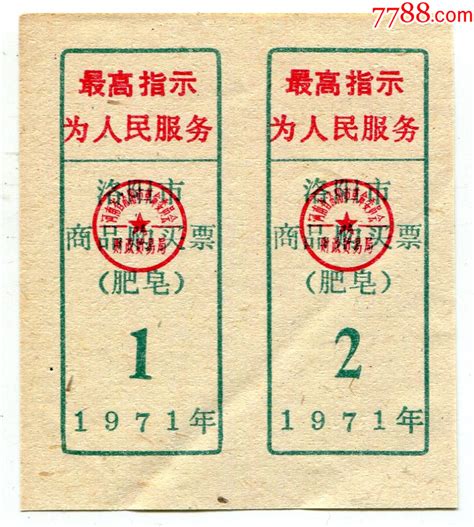 7788.com
最高指示
为人民服务
洛阳市
商品购买票
(肥皂)
1
1971年
最高指示
为人民服务
洛阳市
商品购买票
(肥皂)
2
1971年